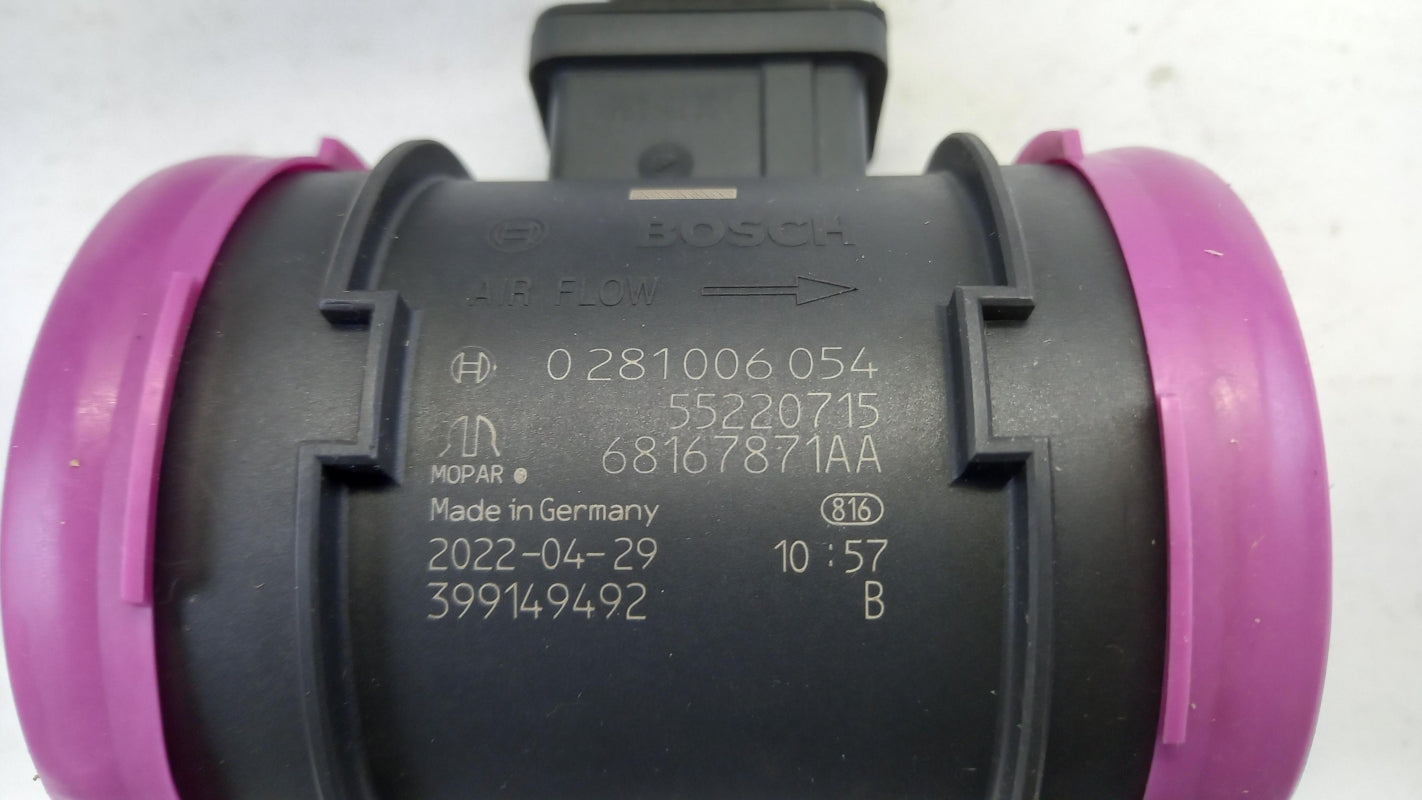 BOSCH
AIR FLOW
0 281 006 054
55220715
68167871AA
MOPAR
Made in Germany 816
2022-04-29 10:57
399149492 B